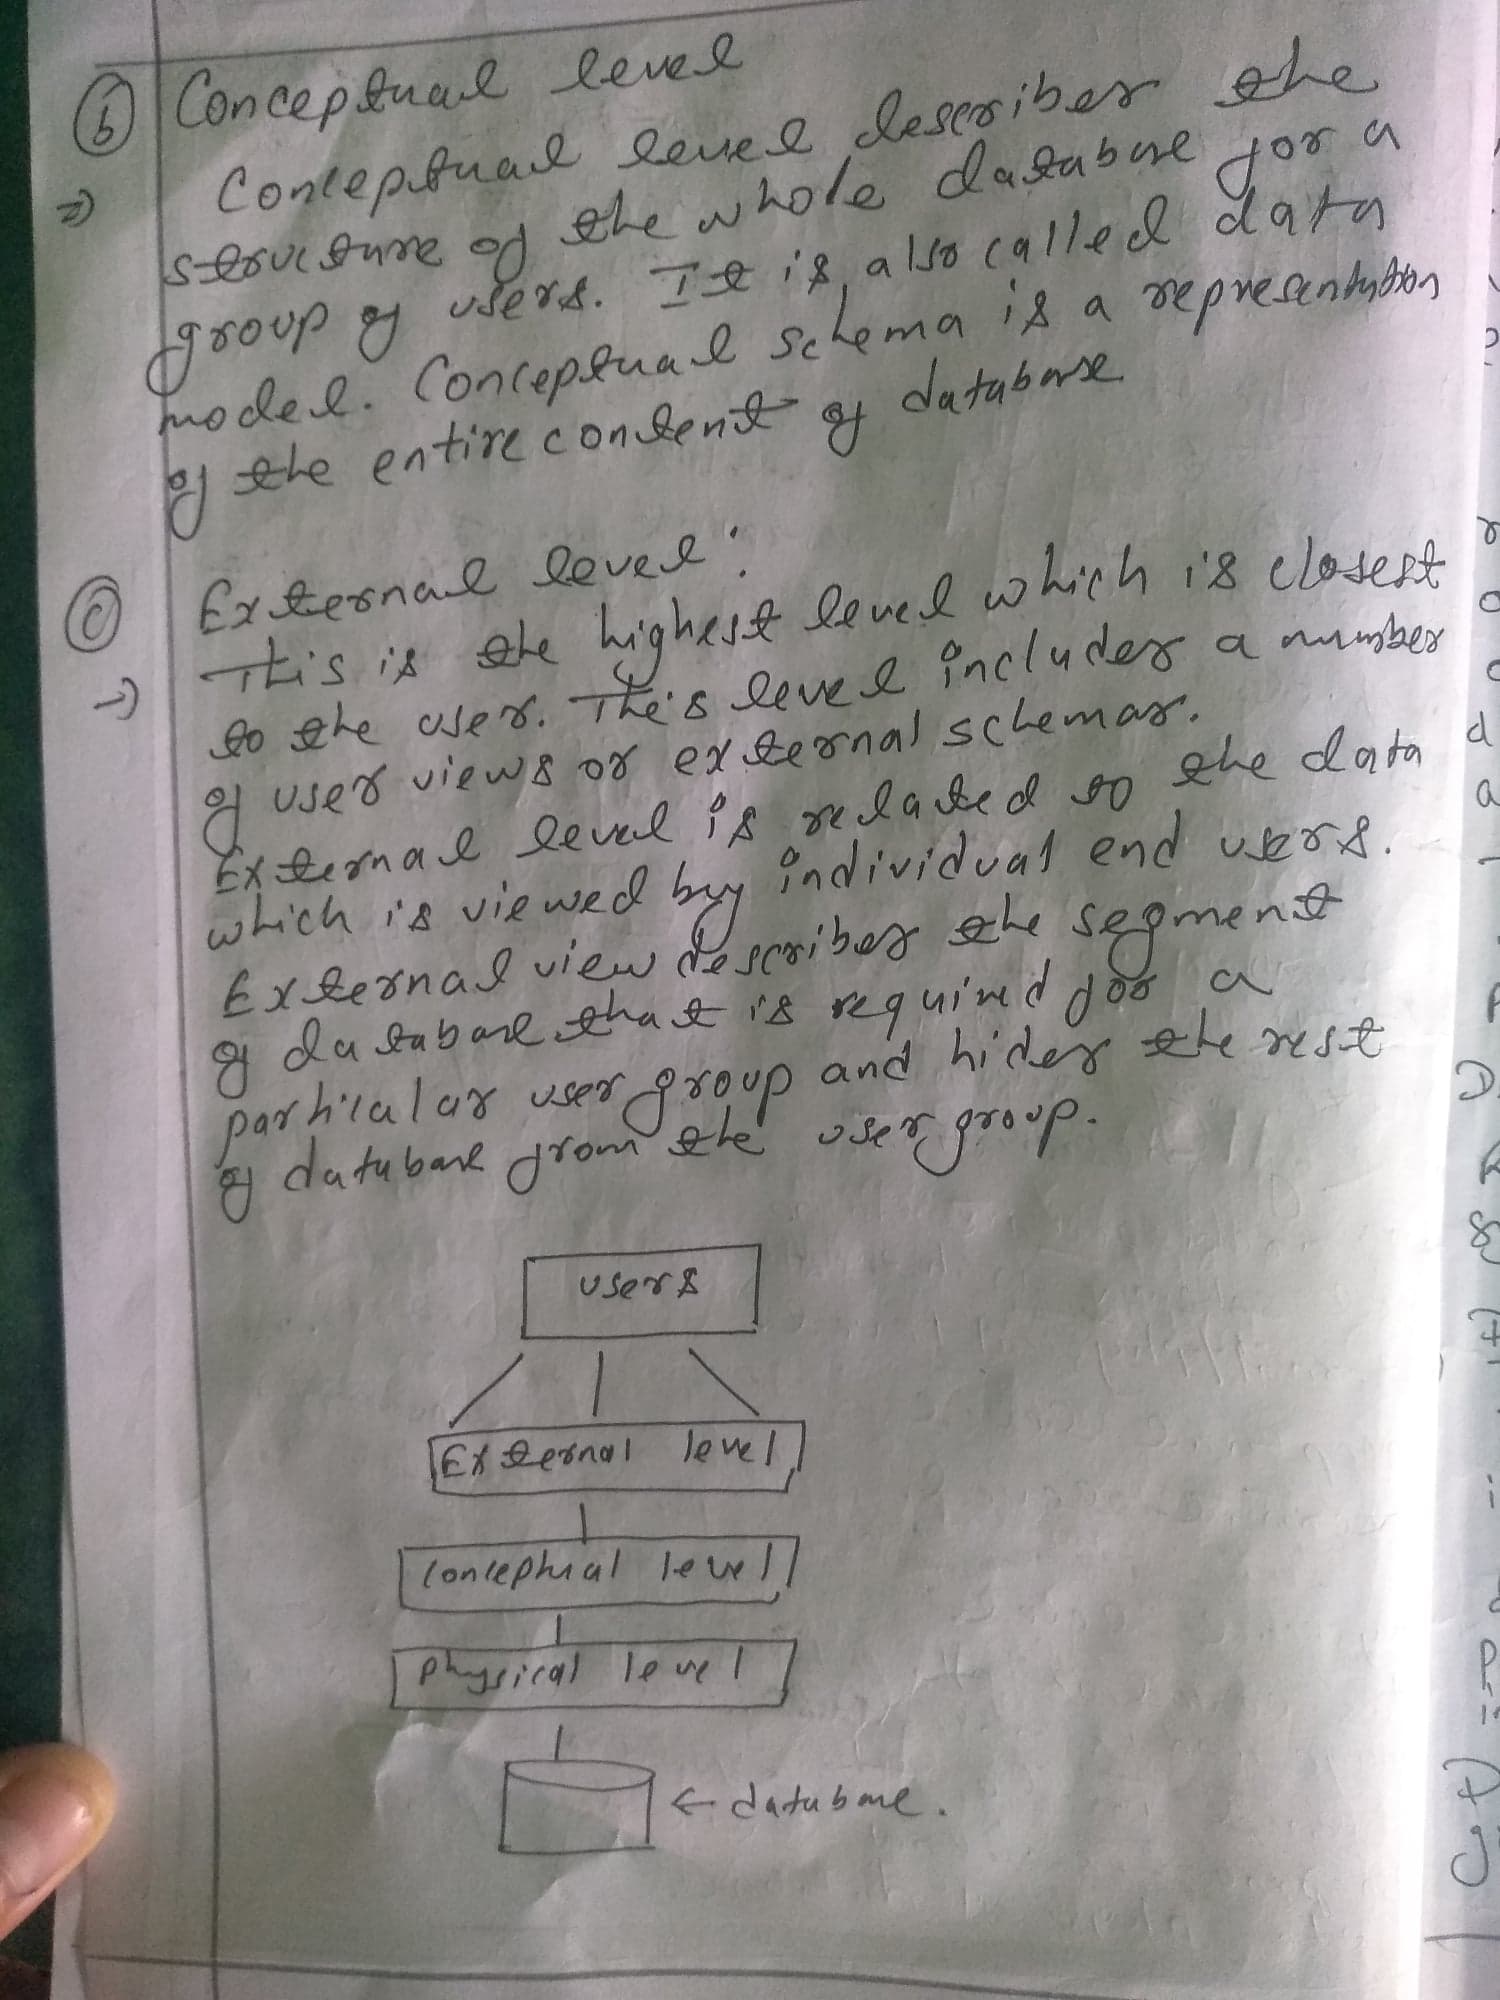 (b) Conceptual level
=> Conceptual level describes the
structure of the whole database for a
group of users. It is also called data
model. Conceptual schema is a representation
of the entire content of database
(c) External level:
=> This is the highest level which is closest
to the user. This level includes a number
of user views or external schemas.
External level is related to the data
which is viewed by individual end users.
External view describes the segment
of database that is required for a
particular user group and hides the rest
of database from the user group.
users
External level
Conceptual level
physical level
← database.